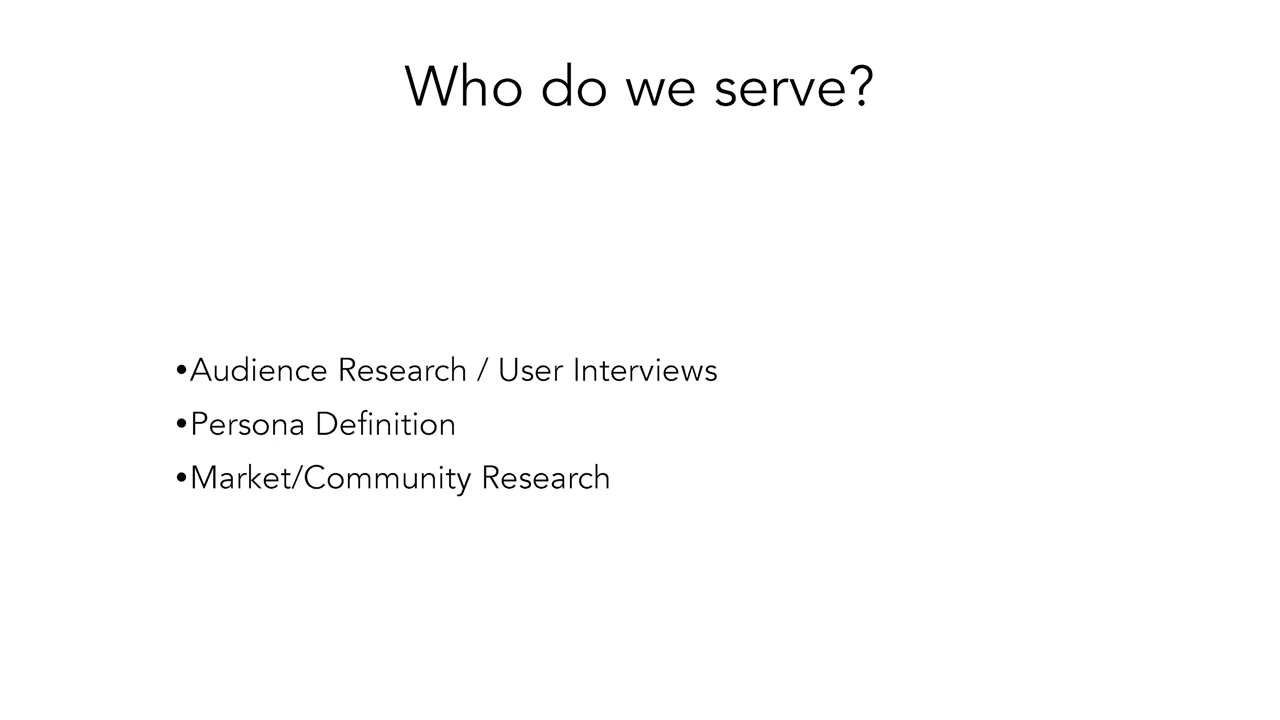 Who do we serve?
•Audience Research / User Interviews
•Persona Definition
•Market/Community Research